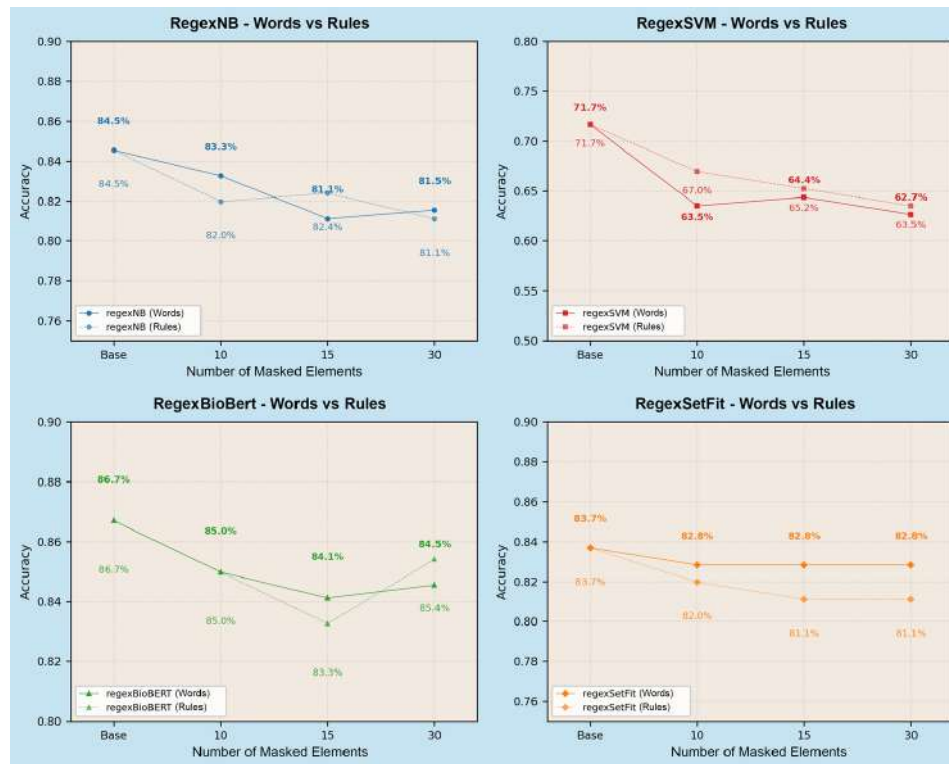 RegexNB - Words vs Rules
0.90
0.88
0.86
0.84
0.82
0.80
0.78
0.76
Accuracy
84.5%
84.5%
83.3%
82.0%
81.1%
82.4%
81.5%
81.1%
regexNB (Words)
regexNB (Rules)
Base 10 15 30
Number of Masked Elements
RegexSVM - Words vs Rules
0.80
0.75
0.70
0.65
0.60
0.55
0.50
Accuracy
71.7%
71.7%
67.0%
63.5%
64.4%
65.2%
62.7%
63.5%
regexSVM (Words)
regexSVM (Rules)
Base 10 15 30
Number of Masked Elements
RegexBioBert - Words vs Rules
0.90
0.88
0.86
0.84
0.82
0.80
Accuracy
86.7%
86.7%
85.0%
85.0%
84.1%
83.3%
84.5%
85.4%
regexBioBERT (Words)
regexBioBERT (Rules)
Base 10 15 30
Number of Masked Elements
RegexSetFit - Words vs Rules
0.90
0.88
0.86
0.84
0.82
0.80
0.78
0.76
Accuracy
83.7%
83.7%
82.8%
82.0%
82.8%
81.1%
82.8%
81.1%
regexSetFit (Words)
regexSetFit (Rules)
Base 10 15 30
Number of Masked Elements